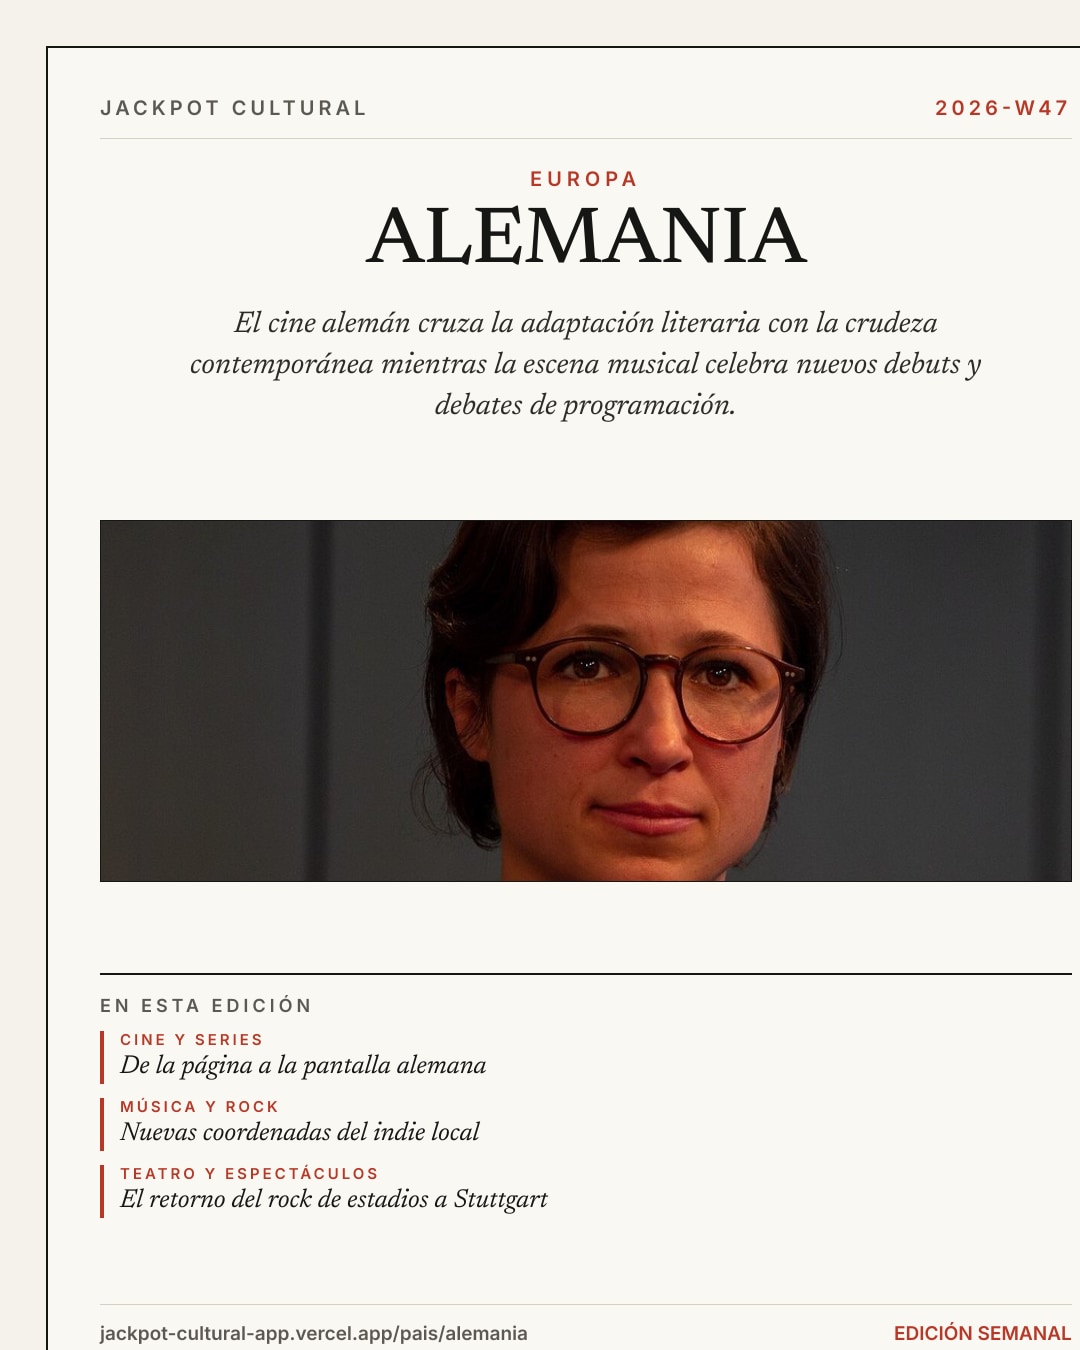 JACKPOT CULTURAL
2026-W47
EUROPA
ALEMANIA
El cine alemán cruza la adaptación literaria con la crudeza
contemporánea mientras la escena musical celebra nuevos debuts y
debates de programación.
EN ESTA EDICIÓN
CINE Y SERIES
De la página a la pantalla alemana
MÚSICA Y ROCK
Nuevas coordenadas del indie local
TEATRO Y ESPECTÁCULOS
El retorno del rock de estadios a Stuttgart
jackpot-cultural-app.vercel.app/pais/alemania
EDICIÓN SEMANAL